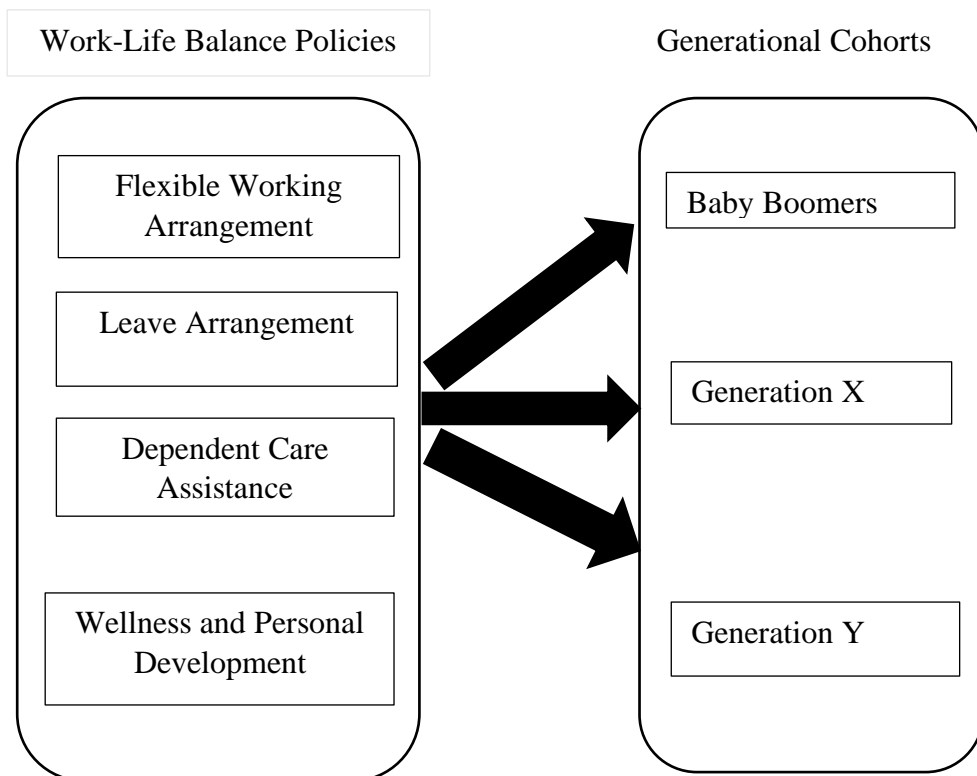 Work-Life Balance Policies
Generational Cohorts
Flexible Working
Arrangement
Leave Arrangement
Dependent Care
Assistance
Wellness and Personal
Development
Baby Boomers
Generation X
Generation Y